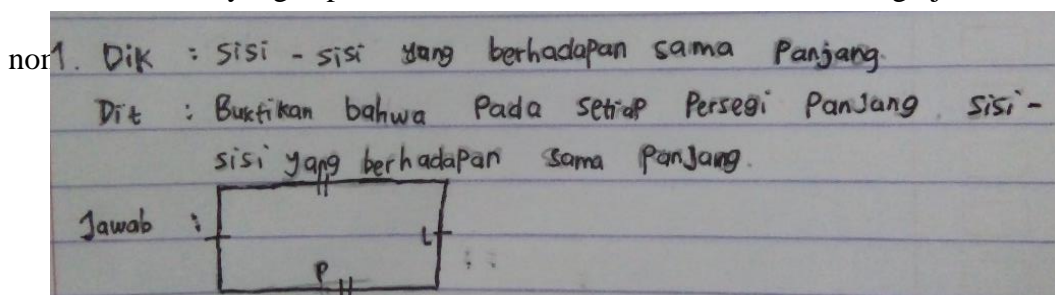 nor
1. Dik : Sisi - sisi yang berhadapan sama Panjang.
Dit : Buktikan bahwa Pada setiap Persegi Panjang sisi-
sisi yang berhadapan sama Panjang.
Jawab :
L
P